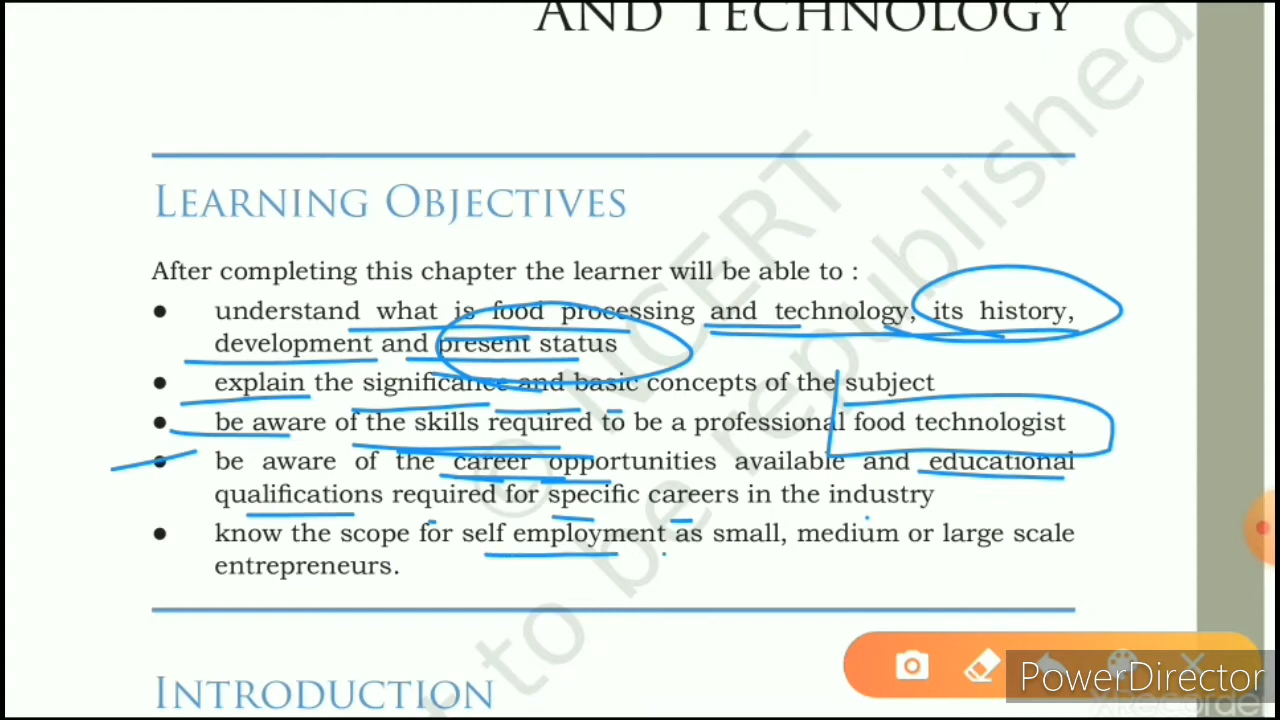 AND TECHNOLOGY
LEARNING OBJECTIVES
After completing this chapter the learner will be able to :
● understand what is food processing and technology, its history,
development and present status
● explain the significance and basic concepts of the subject
● be aware of the skills required to be a professional food technologist
● be aware of the career opportunities available and educational
qualifications required for specific careers in the industry
● know the scope for self employment as small, medium or large scale
entrepreneurs.
INTRODUCTION
© NCERT
to be republished
PowerDirector